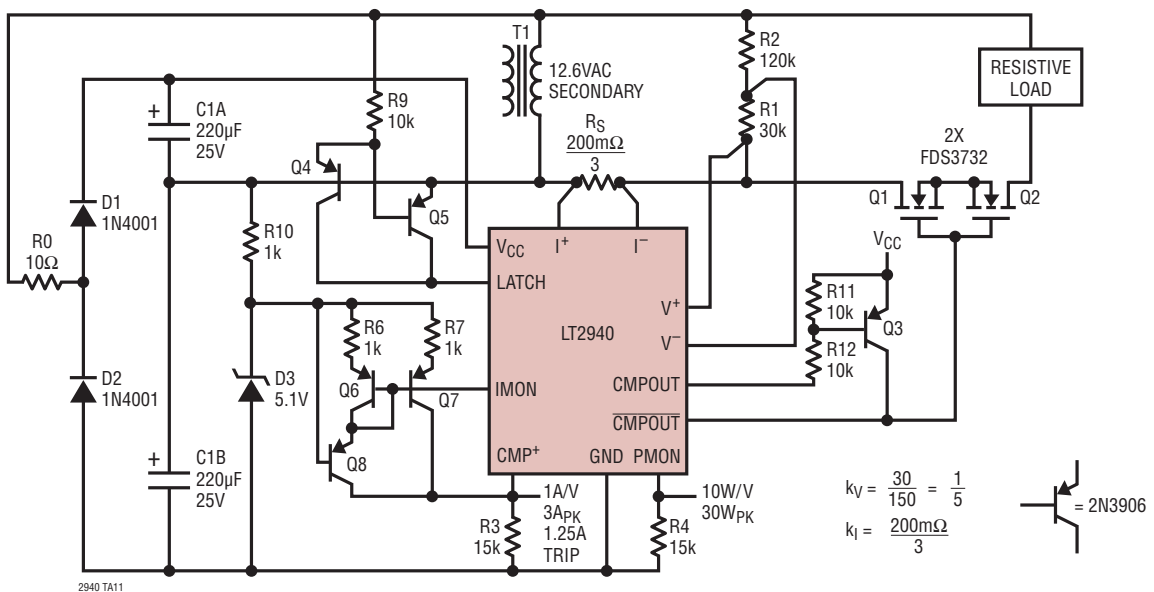 T1
12.6VAC
SECONDARY
R2
120k
RESISTIVE
LOAD
+
C1A
220µF
25V
R9
10k
R1
30k
RS
200mΩ
3
2X
FDS3732
Q4
Q5
Q1
Q2
D1
1N4001
R10
1k
R0
10Ω
VCC
I+
I–
VCC
LATCH
R11
10k
Q3
V+
R6
1k
R7
1k
LT2940
V–
R12
10k
D2
1N4001
D3
5.1V
Q6
Q7
IMON
CMPOUT
CMPOUT
+
C1B
220µF
25V
Q8
CMP+
GND
PMON
1A/V
3APK
1.25A
TRIP
10W/V
30WPK
R3
15k
R4
15k
kV = 30/150 = 1/5
kI = 200mΩ/3
= 2N3906
2940 TA11